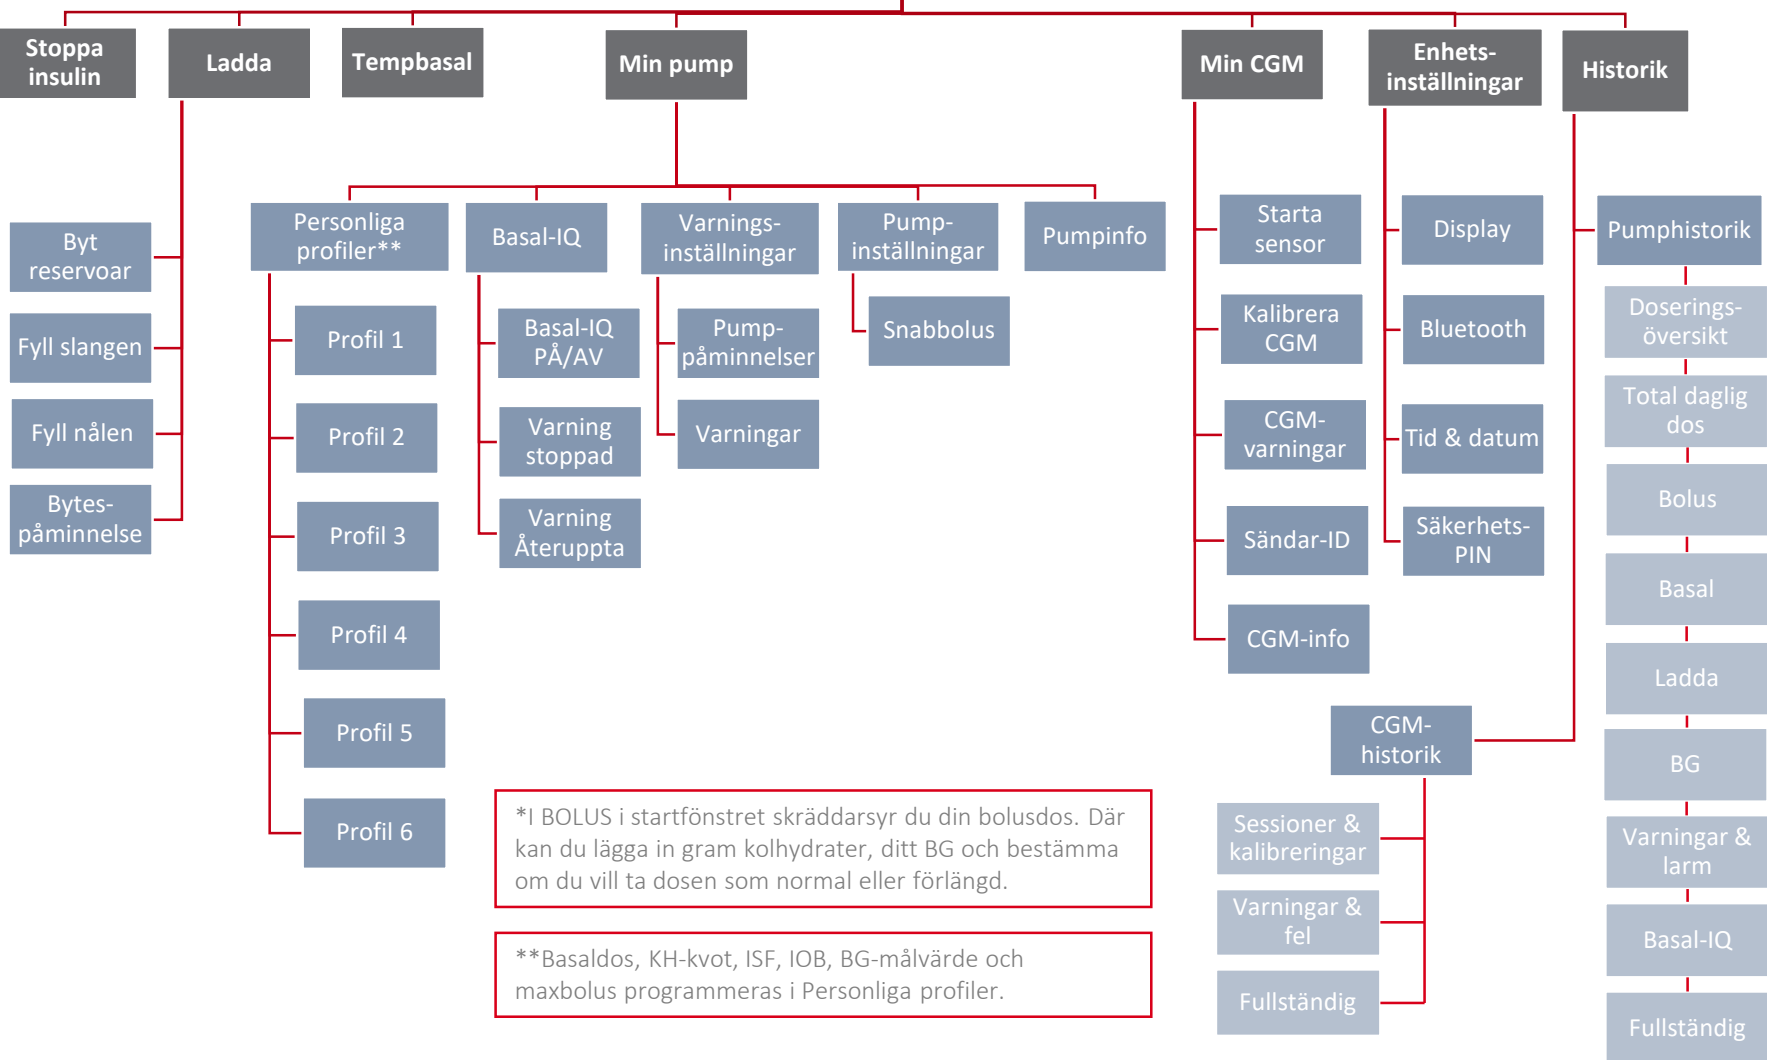 Stoppa
insulin
Ladda
Tempbasal
Min pump
Min CGM
Enhets-
inställningar
Historik
Byt
reservoar
Fyll slangen
Fyll nålen
Bytes-
påminnelse
Personliga
profiler**
Profil 1
Profil 2
Profil 3
Profil 4
Profil 5
Profil 6
Basal-IQ
Basal-IQ
PÅ/AV
Varning
stoppad
Varning
Återuppta
Varnings-
inställningar
Pump-
påminnelser
Varningar
Pump-
inställningar
Snabbolus
Pumpinfo
Starta
sensor
Kalibrera
CGM
CGM-
varningar
Sändar-ID
CGM-info
Display
Bluetooth
Tid & datum
Säkerhets-
PIN
Pumphistorik
Doserings-
översikt
Total daglig
dos
Bolus
Basal
Ladda
BG
Varningar &
larm
Basal-IQ
Fullständig
CGM-
historik
Sessioner &
kalibreringar
Varningar &
fel
Fullständig
*I BOLUS i startfönstret skräddarsyr du din bolusdos. Där
kan du lägga in gram kolhydrater, ditt BG och bestämma
om du vill ta dosen som normal eller förlängd.
**Basaldos, KH-kvot, ISF, IOB, BG-målvärde och
maxbolus programmeras i Personliga profiler.